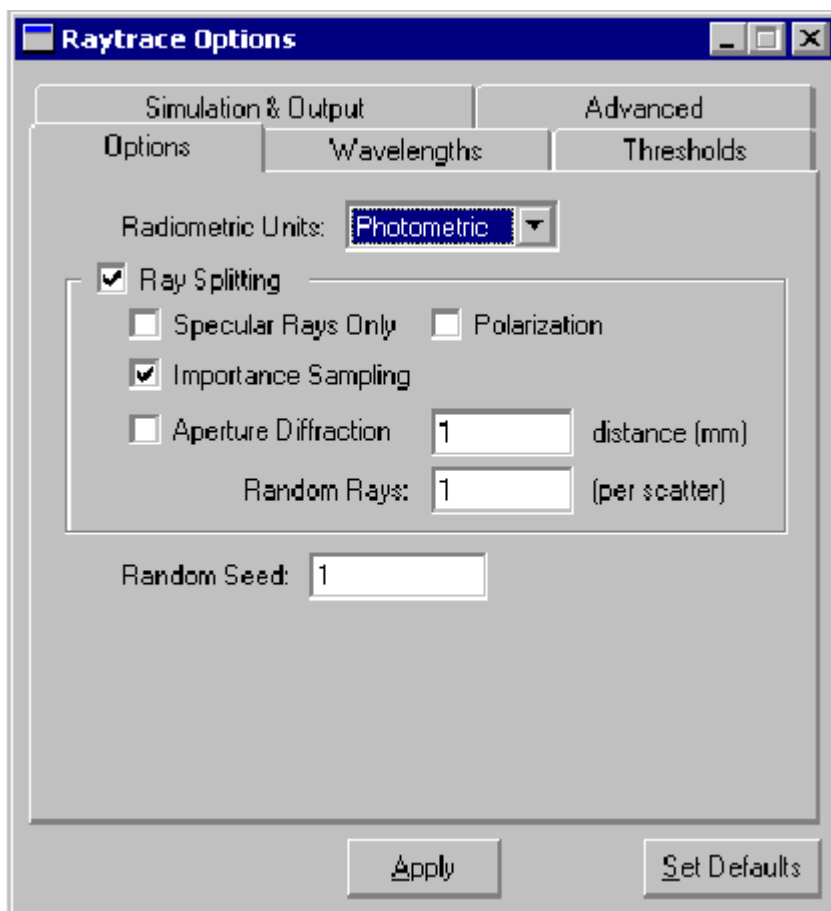 Raytrace Options
Simulation & Output Advanced
Options Wavelengths Thresholds
Radiometric Units: Photometric
Ray Splitting
Specular Rays Only Polarization
Importance Sampling
Aperture Diffraction 1 distance (mm)
Random Rays: 1 (per scatter)
Random Seed: 1
Apply Set Defaults